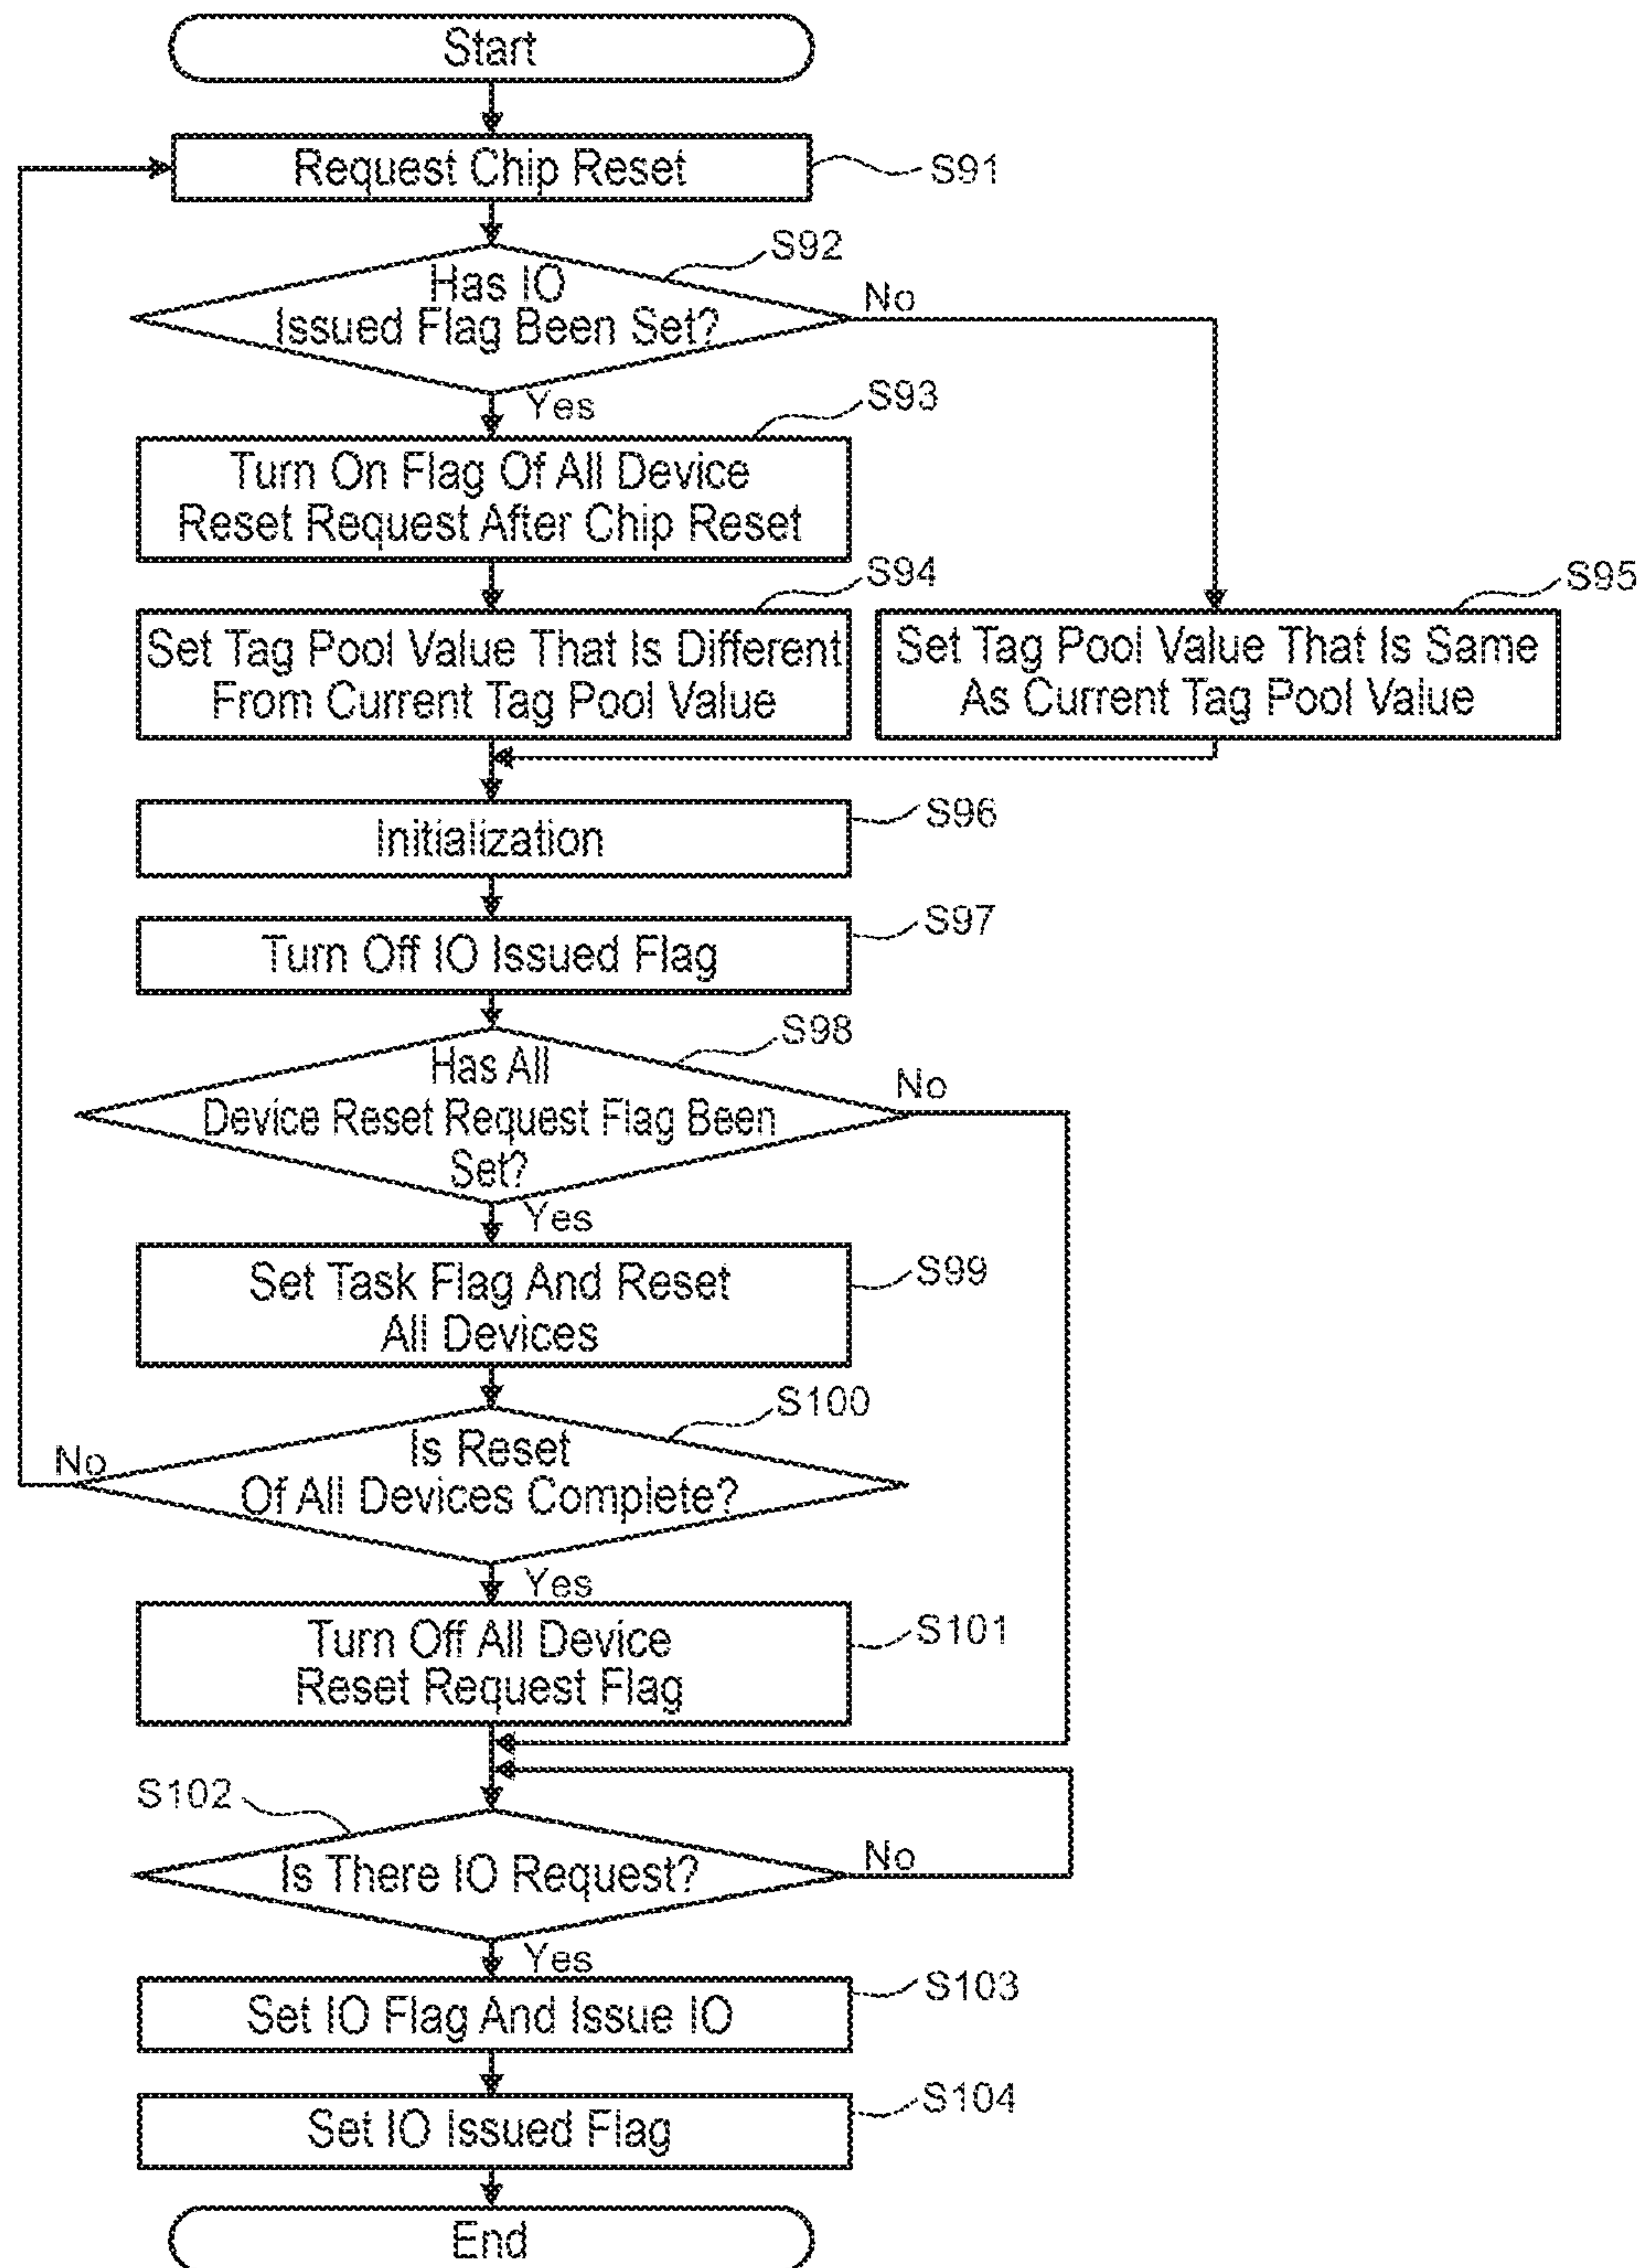 Start
Request Chip Reset
S91
S92
Has IO
Issued Flag Been Set?
No
Yes
S93
Turn On Flag Of All Device
Reset Request After Chip Reset
S94
Set Tag Pool Value That Is Different
From Current Tag Pool Value
S95
Set Tag Pool Value That Is Same
As Current Tag Pool Value
S96
Initialization
S97
Turn Off IO Issued Flag
S98
Has All
Device Reset Request Flag Been
Set?
No
Yes
Set Task Flag And Reset
All Devices
S99
S100
Is Reset
Of All Devices Complete?
No
Yes
Turn Off All Device
Reset Request Flag
S101
S102
Is There IO Request?
No
Yes
Set IO Flag And Issue IO
S103
Set IO Issued Flag
S104
End